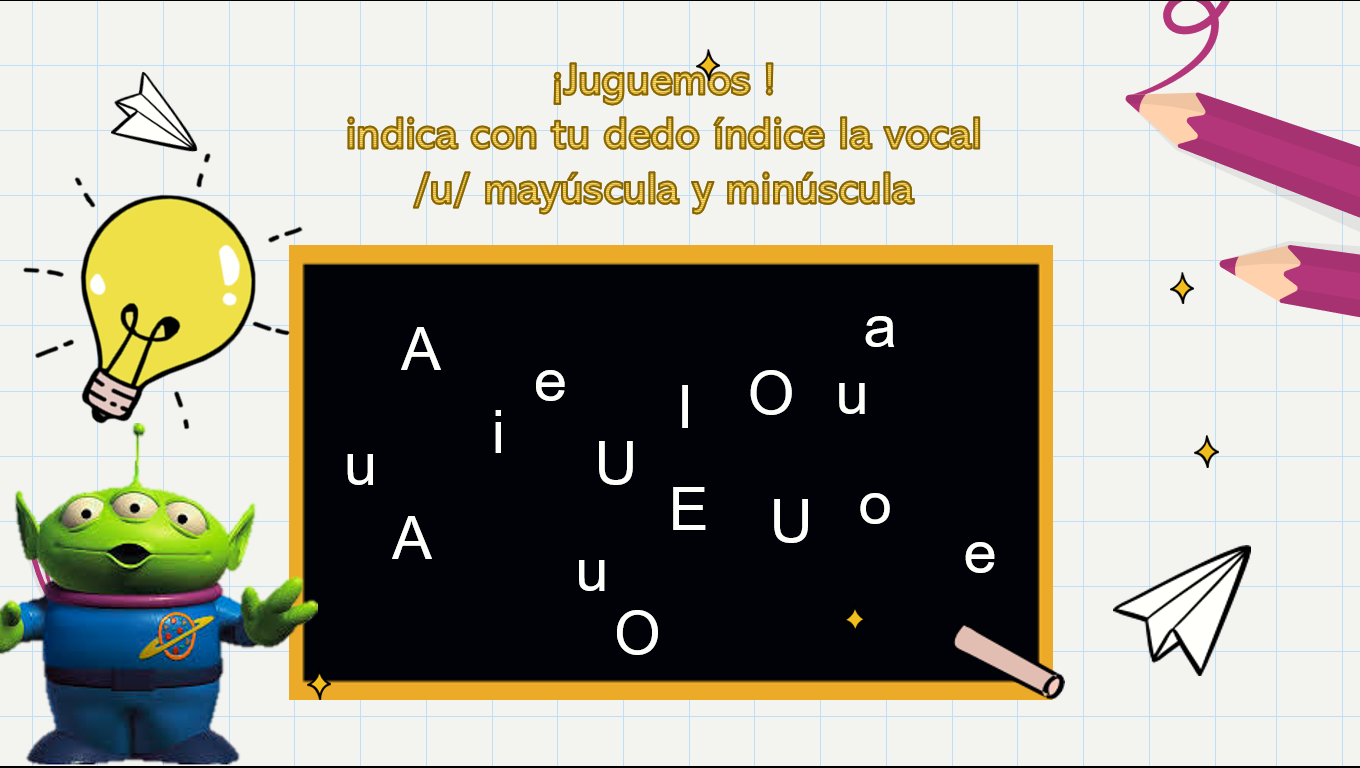 ¡Juguemos !
indica con tu dedo índice la vocal
/u/ mayúscula y minúscula
a
A e I O u
u i U
E U o
A u e
O